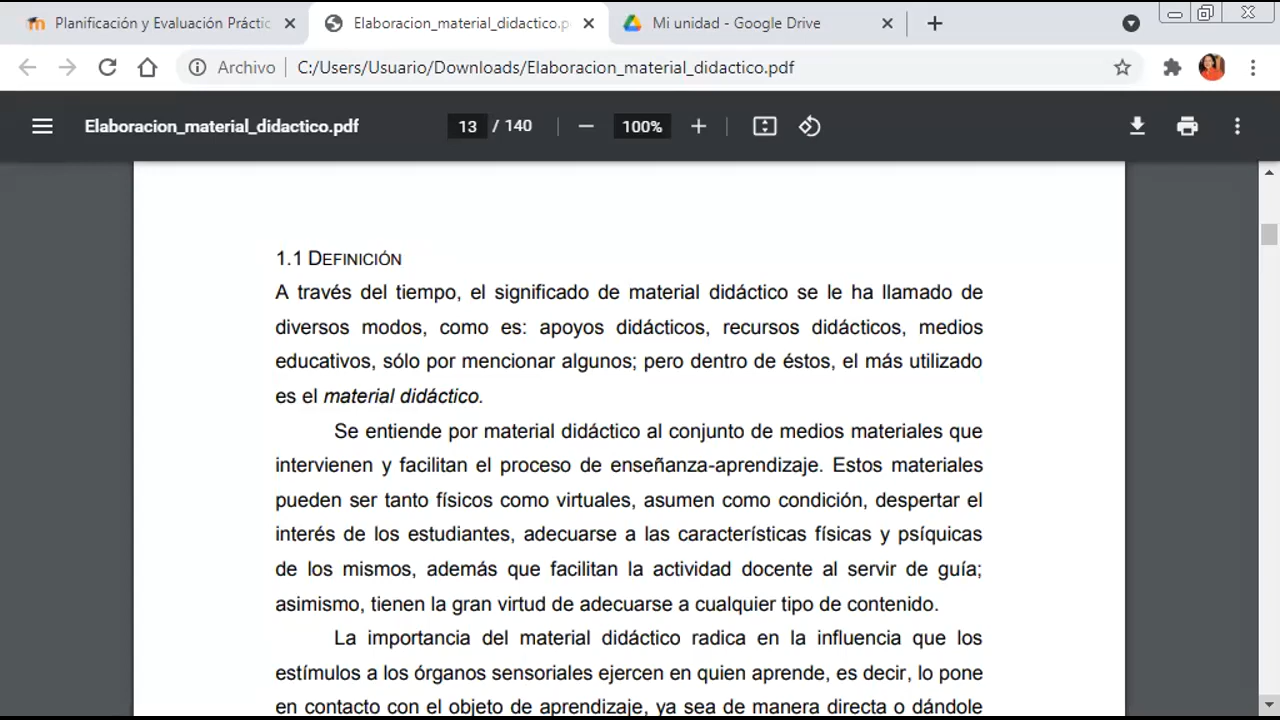 Planificación y Evaluación Práctic
Elaboracion_material_didactico.p
Mi unidad - Google Drive
Archivo
C:/Users/Usuario/Downloads/Elaboracion_material_didactico.pdf
Elaboracion_material_didactico.pdf
13 / 140
100%
1.1 DEFINICIÓN
A través del tiempo, el significado de material didáctico se le ha llamado de
diversos modos, como es: apoyos didácticos, recursos didácticos, medios
educativos, sólo por mencionar algunos; pero dentro de éstos, el más utilizado
es el material didáctico.
Se entiende por material didáctico al conjunto de medios materiales que
intervienen y facilitan el proceso de enseñanza-aprendizaje. Estos materiales
pueden ser tanto físicos como virtuales, asumen como condición, despertar el
interés de los estudiantes, adecuarse a las características físicas y psíquicas
de los mismos, además que facilitan la actividad docente al servir de guía;
asimismo, tienen la gran virtud de adecuarse a cualquier tipo de contenido.
La importancia del material didáctico radica en la influencia que los
estímulos a los órganos sensoriales ejercen en quien aprende, es decir, lo pone
en contacto con el objeto de aprendizaje, ya sea de manera directa o dándole